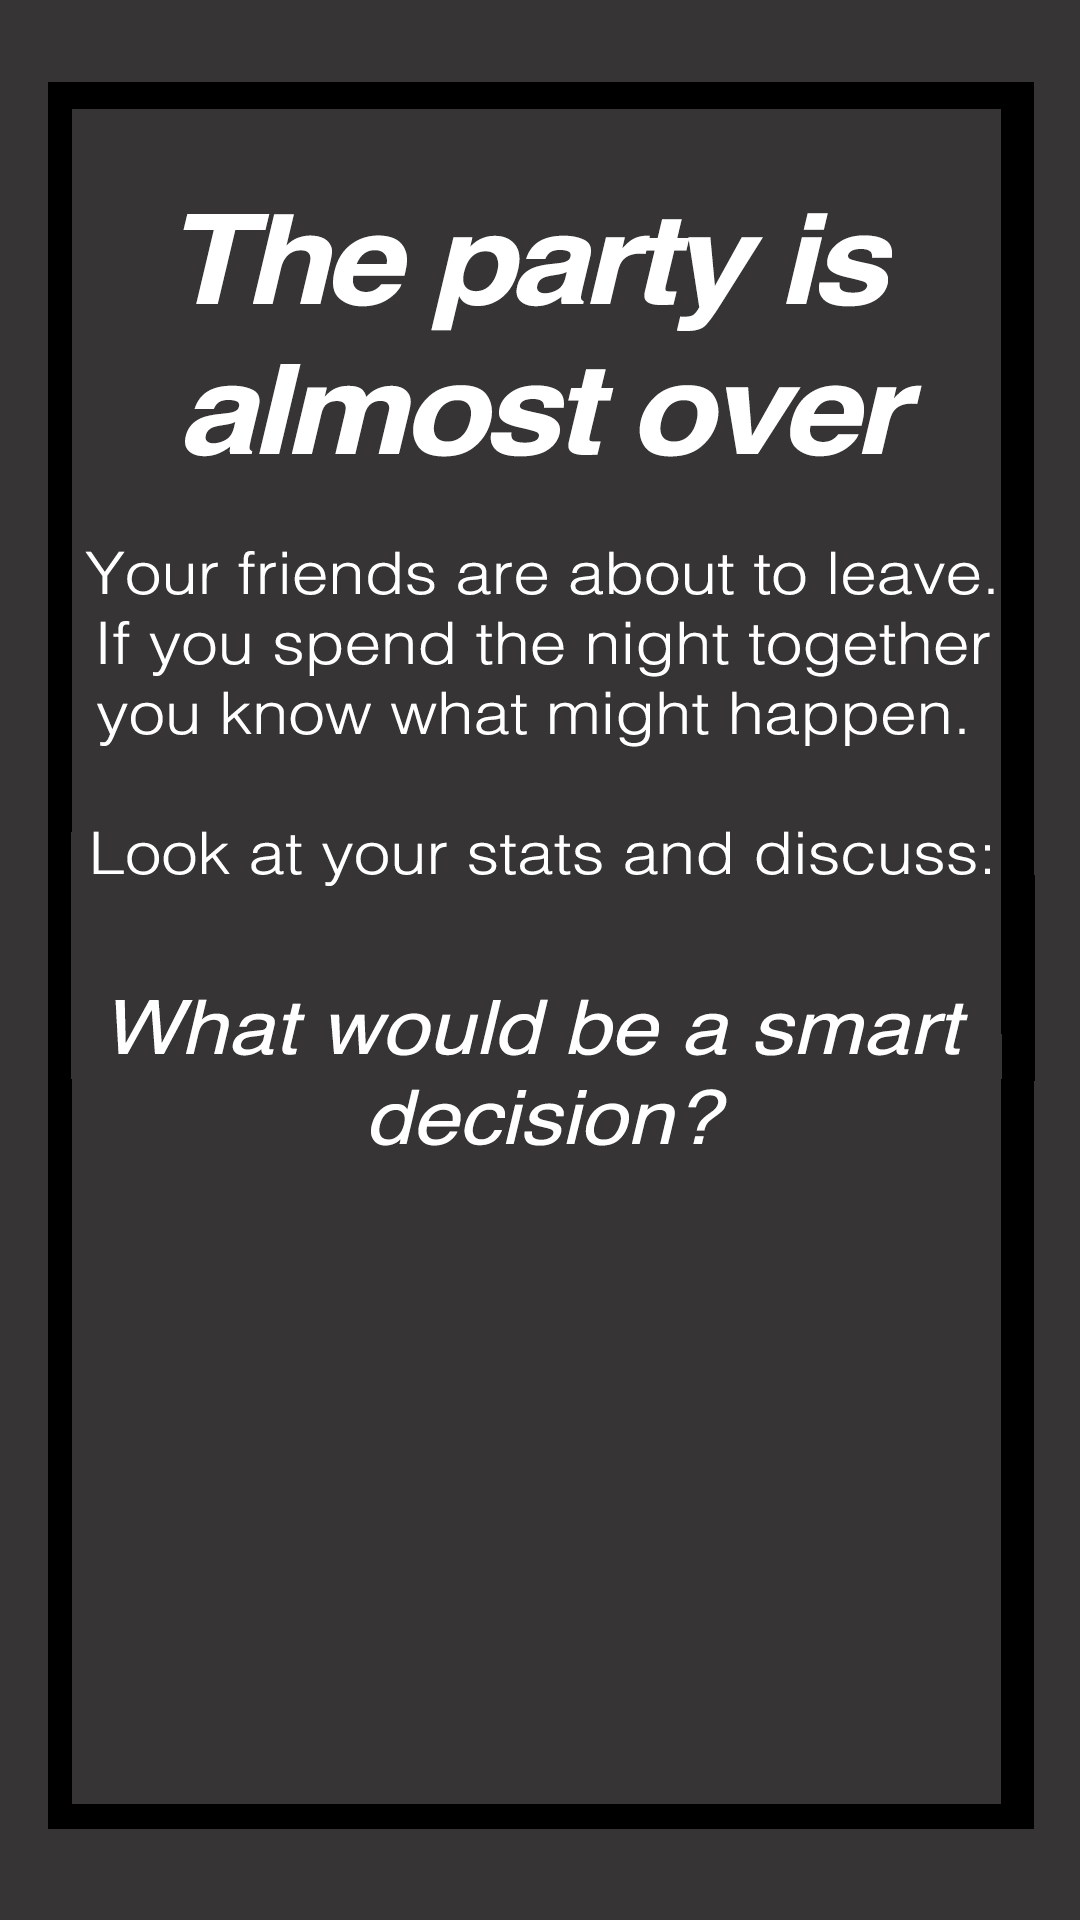 The party is
almost over
Your friends are about to leave.
If you spend the night together
you know what might happen.
Look at your stats and discuss:
What would be a smart
decision?